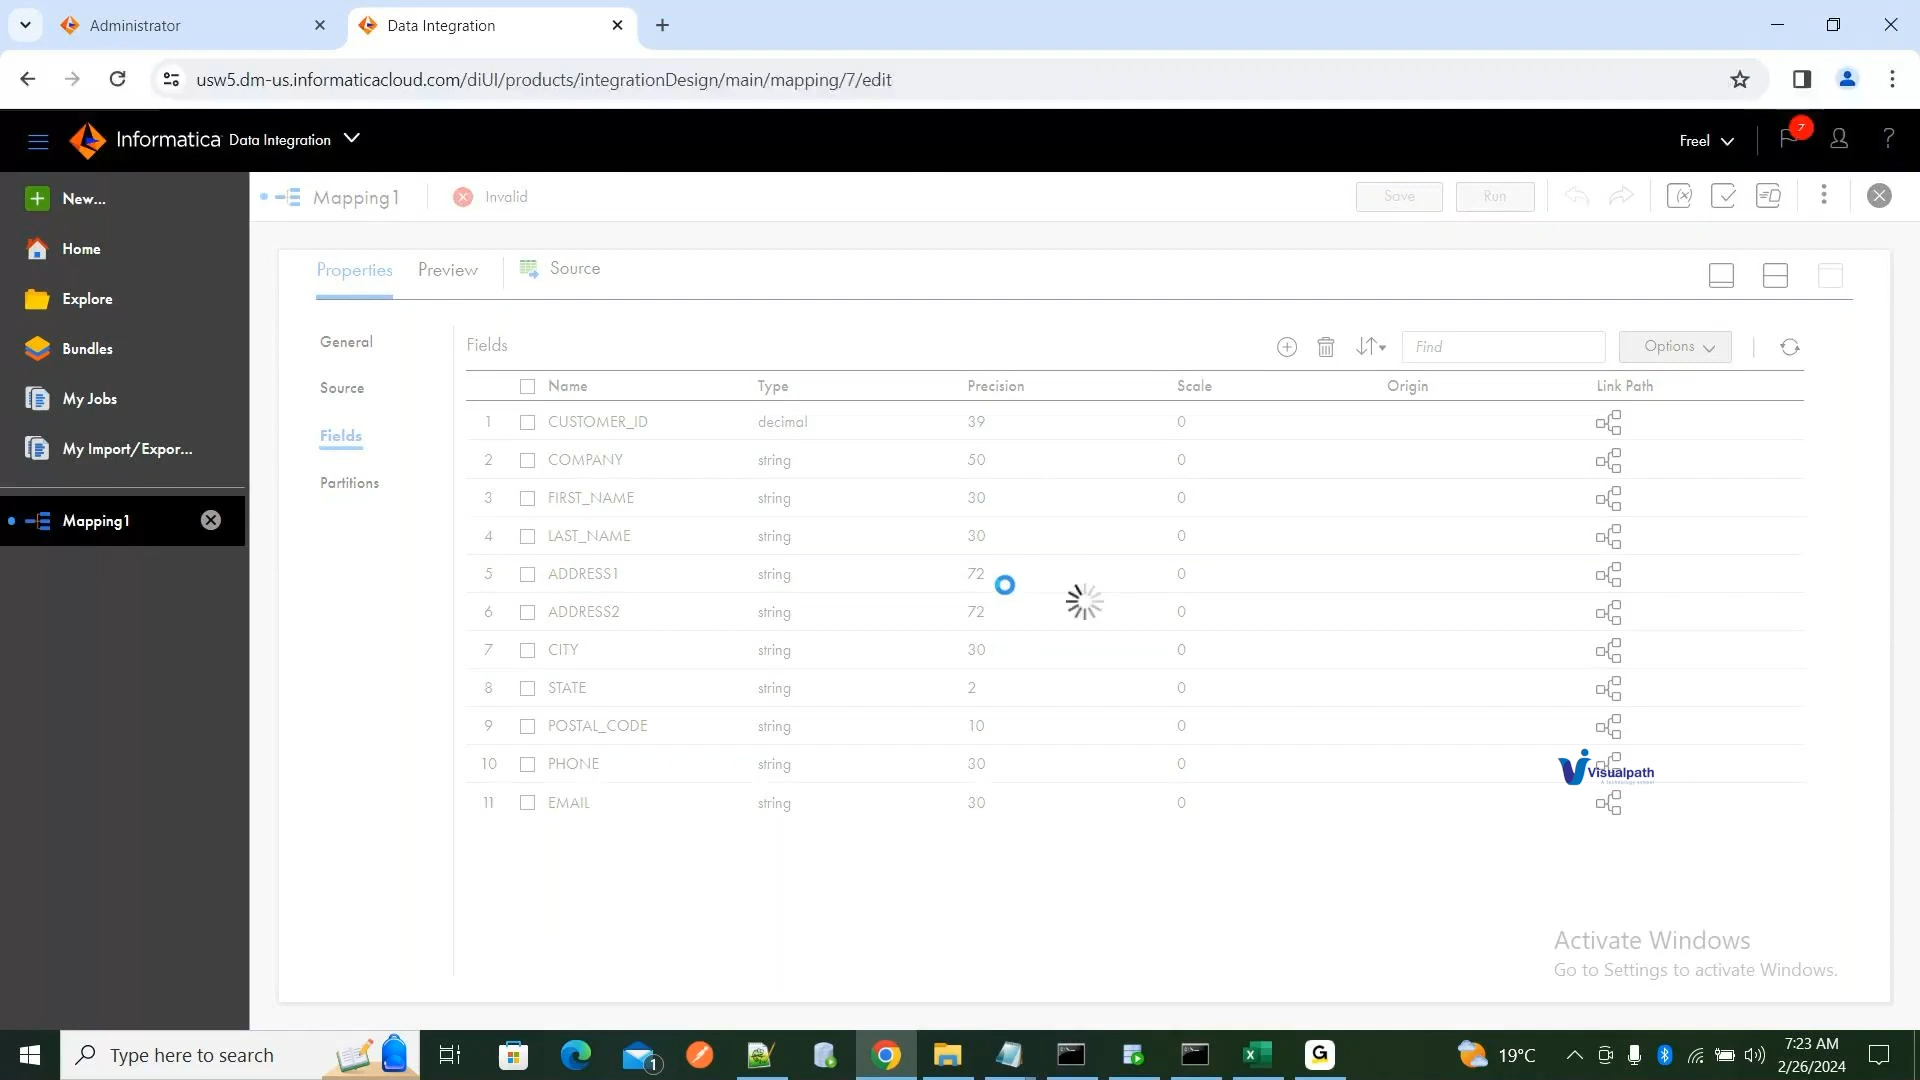 Administrator
Data Integration
usw5.dm-us.informaticacloud.com/diUI/products/integrationDesign/main/mapping/7/edit
Informatica Data Integration
Freel
7
New...
Home
Explore
Bundles
My Jobs
My Import/Expor...
Mapping1
Mapping1 Invalid Save Run
Properties Preview Source
General
Source
Fields
Partitions
Fields Find Options
Name Type Precision Scale Origin Link Path
1 CUSTOMER_ID decimal 39 0
2 COMPANY string 50 0
3 FIRST_NAME string 30 0
4 LAST_NAME string 30 0
5 ADDRESS1 string 72 0
6 ADDRESS2 string 72 0
7 CITY string 30 0
8 STATE string 2 0
9 POSTAL_CODE string 10 0
10 PHONE string 30 0
11 EMAIL string 30 0
Visualpath
Activate Windows
Go to Settings to activate Windows.
Type here to search
1
G
19°C
7:23 AM
2/26/2024